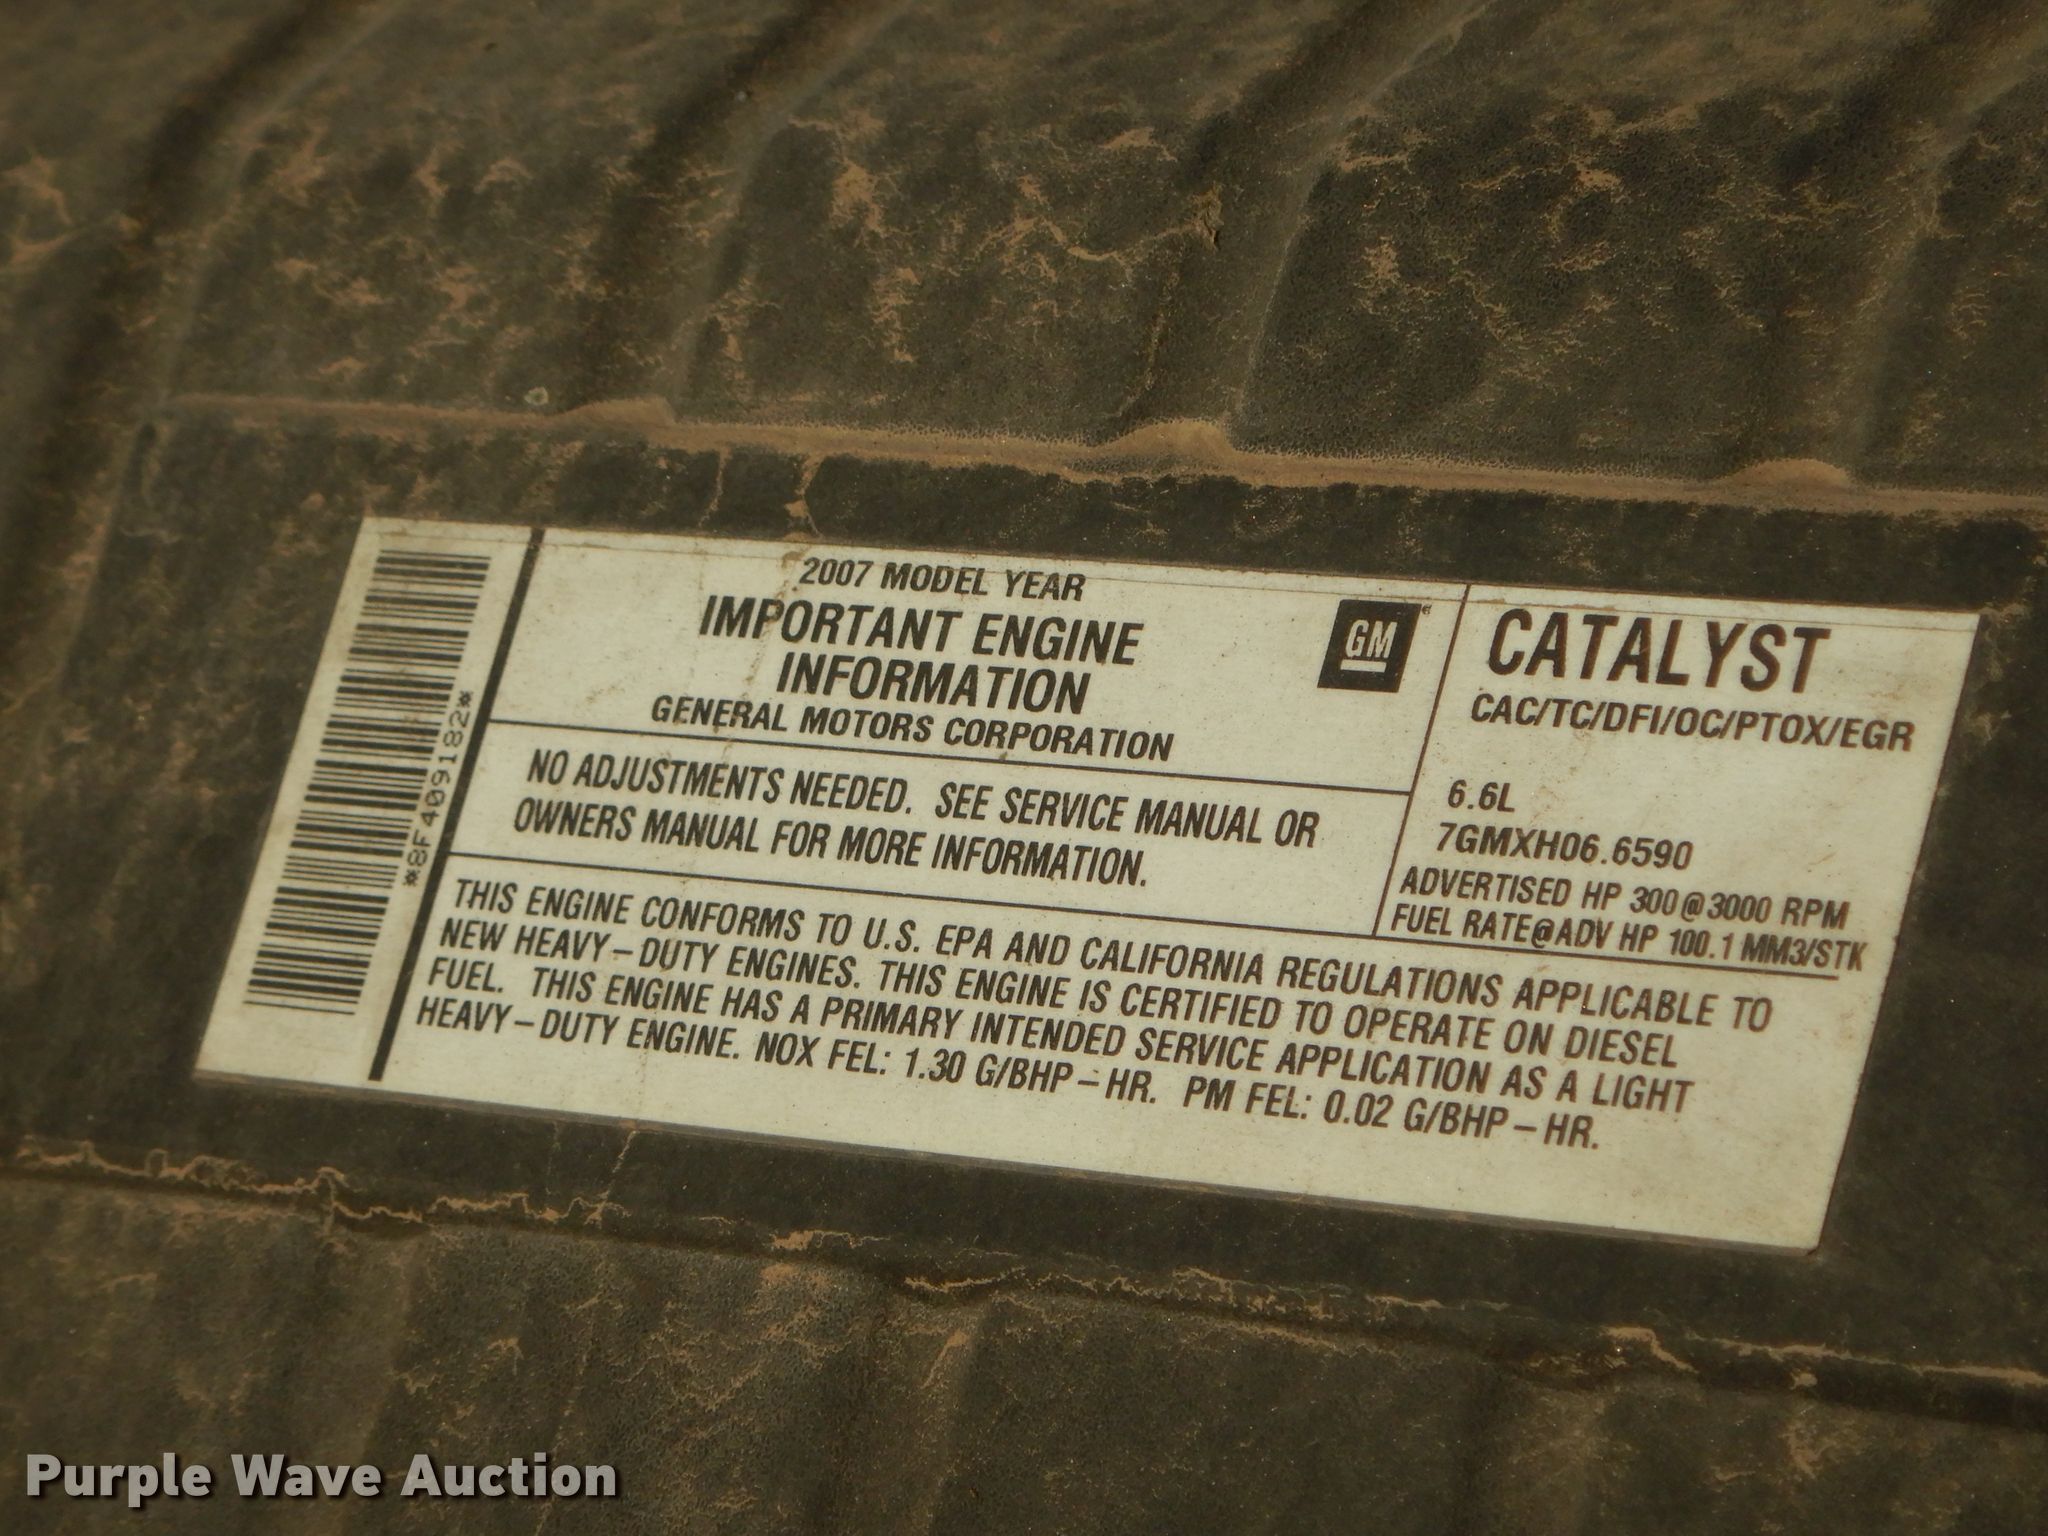 2007 MODEL YEAR
IMPORTANT ENGINE
INFORMATION
GENERAL MOTORS CORPORATION
GM
NO ADJUSTMENTS NEEDED. SEE SERVICE MANUAL OR
OWNERS MANUAL FOR MORE INFORMATION.
CATALYST
CAC/TC/DFI/OC/PTOX/EGR
6.6L
7GMXH06.6590
ADVERTISED HP 300@3000 RPM
FUEL RATE@ADV HP 100.1 MM3/STK
THIS ENGINE CONFORMS TO U.S. EPA AND CALIFORNIA REGULATIONS APPLICABLE TO
NEW HEAVY-DUTY ENGINES. THIS ENGINE IS CERTIFIED TO OPERATE ON DIESEL
FUEL. THIS ENGINE HAS A PRIMARY INTENDED SERVICE APPLICATION AS A LIGHT
HEAVY-DUTY ENGINE. NOX FEL: 1.30 G/BHP-HR. PM FEL: 0.02 G/BHP-HR.
*8F409182*
Purple Wave Auction